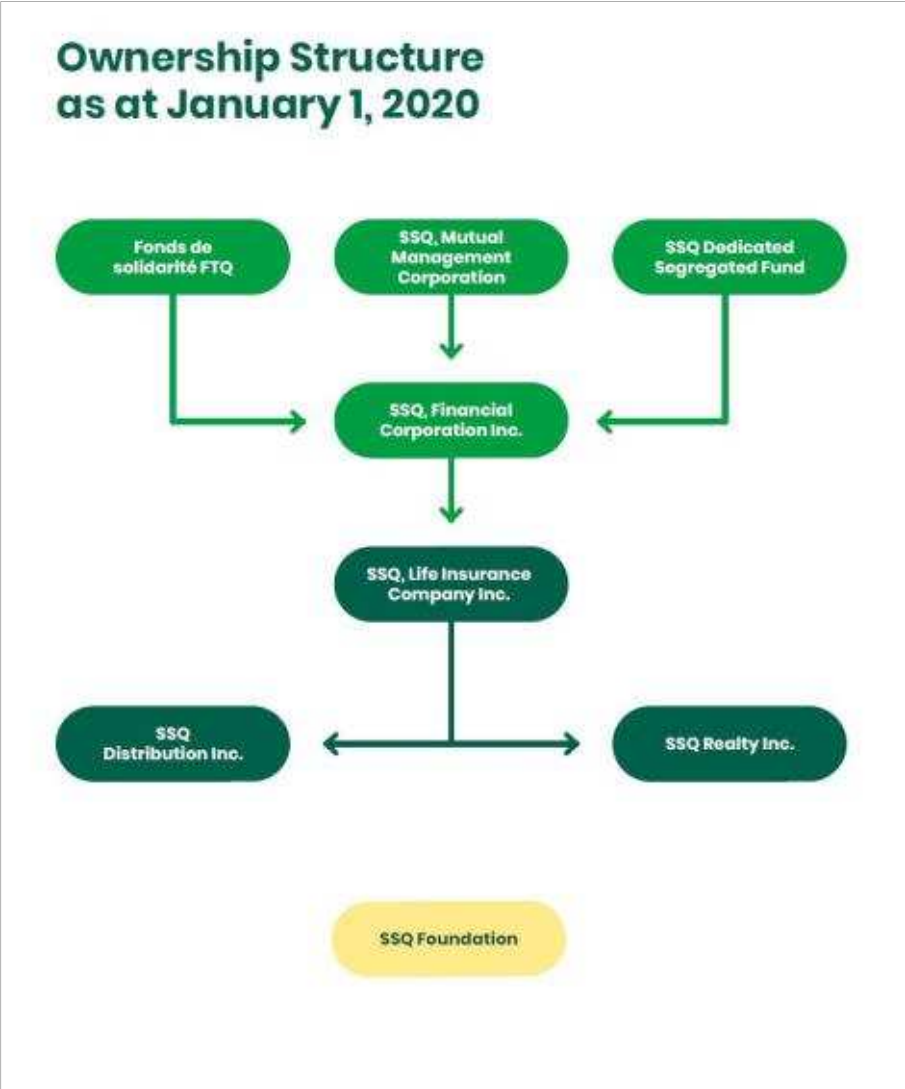 Ownership Structure
as at January 1, 2020
Fonds de
solidarité FTQ
SSQ, Mutual
Management
Corporation
SSQ Dedicated
Segregated Fund
SSQ, Financial
Corporation Inc.
SSQ, Life Insurance
Company Inc.
SSQ
Distribution Inc.
SSQ Realty Inc.
SSQ Foundation